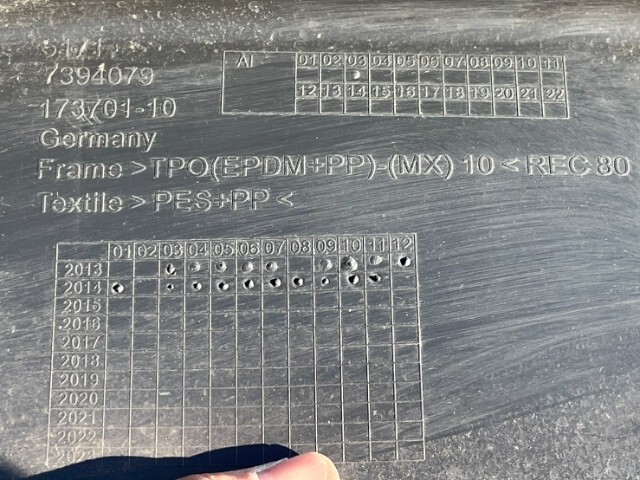 5171
7394079
173701-10
Germany
Frame >TPO(EPDM+PP)-(MX) 10 < REC 80
Textile > PES+PP <
AI 01 02 03 04 05 06 07 08 09 10 11
12 13 14 15 16 17 18 19 20 21 22
01 02 03 04 05 06 07 08 09 10 11 12
2013
2014
2015
2016
2017
2018
2019
2020
2021
2022
2023